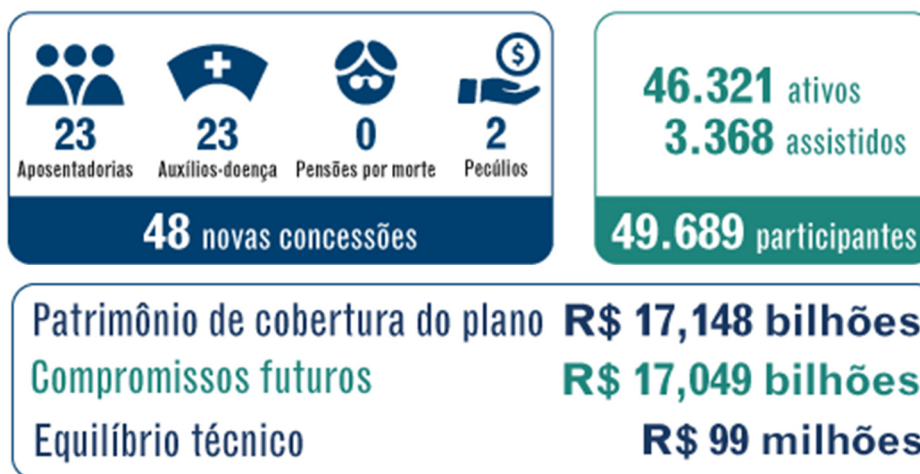 $
23 23 0 2
Aposentadorias Auxílios-doença Pensões por morte Pecúlios
48 novas concessões
46.321 ativos
3.368 assistidos
49.689 participantes
Patrimônio de cobertura do plano R$ 17,148 bilhões
Compromissos futuros R$ 17,049 bilhões
Equilíbrio técnico R$ 99 milhões